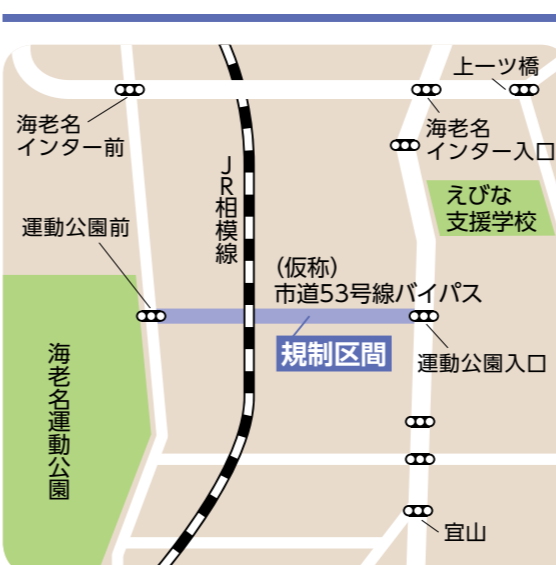 上一ツ橋
海老名
インター前
海老名
インター入口
JR相模線
えびな
支援学校
運動公園前
(仮称)
市道53号線バイパス
規制区間
運動公園入口
海老名運動公園
宜山